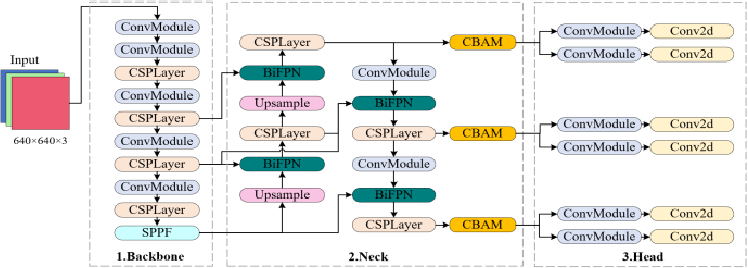 Input
640×640×3
ConvModule
ConvModule
CSPLayer
ConvModule
CSPLayer
ConvModule
CSPLayer
ConvModule
CSPLayer
SPPF
1.Backbone
CSPLayer
BiFPN
Upsample
CSPLayer
BiFPN
Upsample
ConvModule
BiFPN
CSPLayer
ConvModule
BiFPN
CSPLayer
CBAM
CBAM
CBAM
2.Neck
ConvModule Conv2d
ConvModule Conv2d
ConvModule Conv2d
ConvModule Conv2d
ConvModule Conv2d
ConvModule Conv2d
3.Head